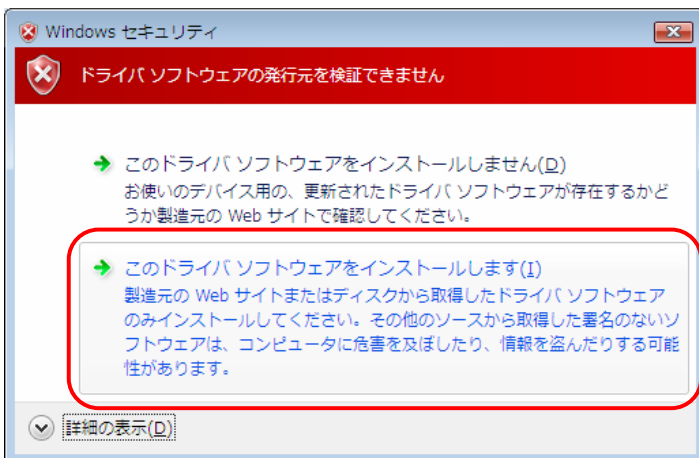 Windows セキュリティ
ドライバ ソフトウェアの発行元を検証できません
このドライバ ソフトウェアをインストールしません(D)
お使いのデバイス用の、更新されたドライバ ソフトウェアが存在するかど
うか製造元の Web サイトで確認してください。
このドライバ ソフトウェアをインストールします(I)
製造元の Web サイトまたはディスクから取得したドライバ ソフトウェア
のみインストールしてください。その他のソースから取得した署名のないソ
フトウェアは、コンピュータに危害を及ぼしたり、情報を盗んだりする可能
性があります。
詳細の表示(D)